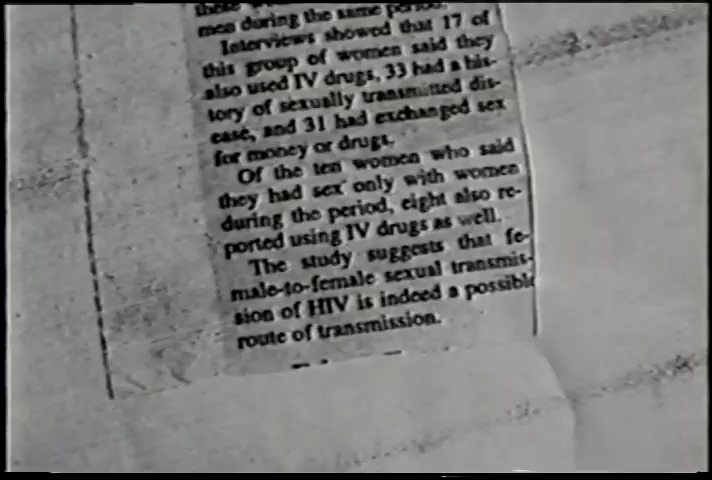 these
men during the same period.
Interviews showed that 17 of
this group of women said they
also used IV drugs, 33 had a his-
tory of sexually transmitted dis-
ease, and 31 had exchanged sex
for money or drugs.
Of the ten women who said
they had sex only with women
during the period, eight also re-
ported using IV drugs as well.
The study suggests that fe-
male-to-female sexual transmis-
sion of HIV is indeed a possible
route of transmission.